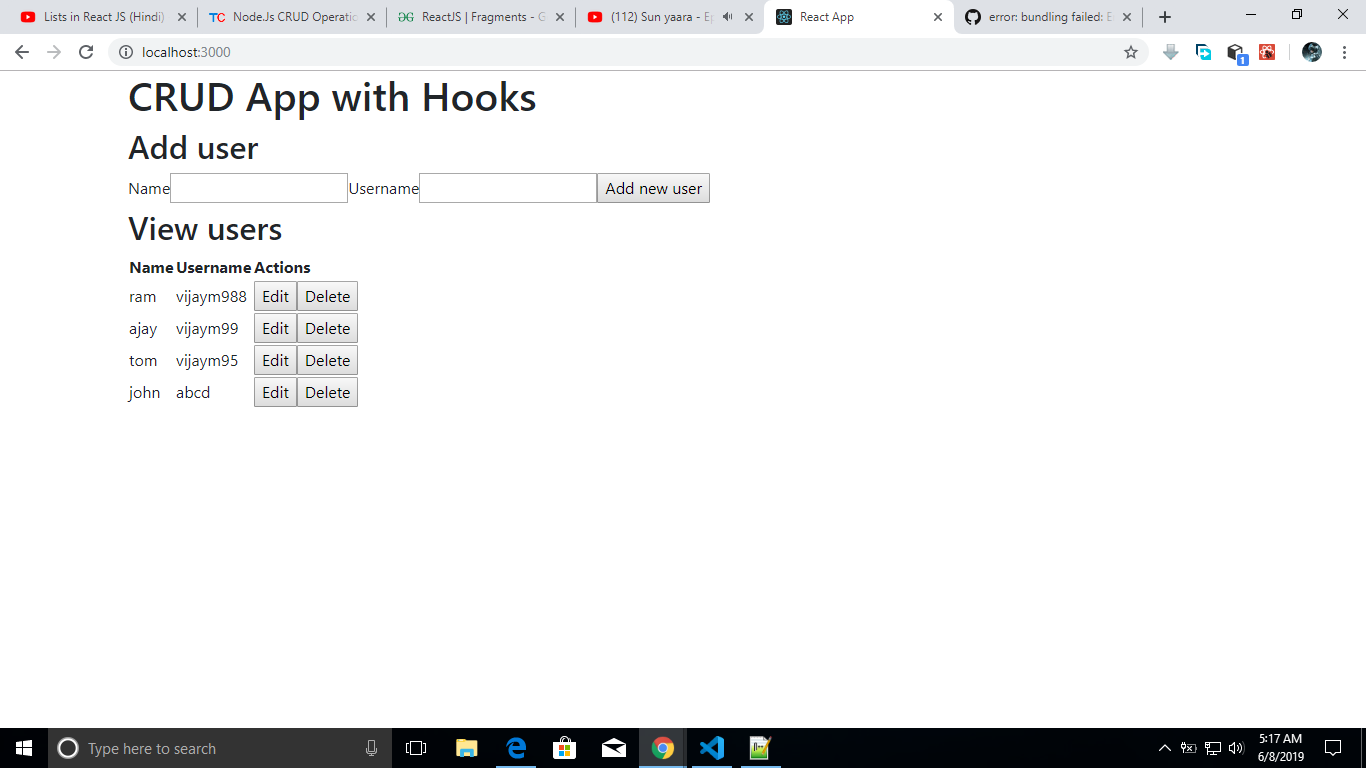 Lists in React JS (Hindi)
Node.Js CRUD Operatio
ReactJS | Fragments - G
(112) Sun yaara - Ep
React App
error: bundling failed: E
localhost:3000
1
CRUD App with Hooks
Add user
Name Username Add new user
View users
Name Username Actions
ram vijaym988 Edit Delete
ajay vijaym99 Edit Delete
tom vijaym95 Edit Delete
john abcd Edit Delete
Type here to search
5:17 AM
6/8/2019